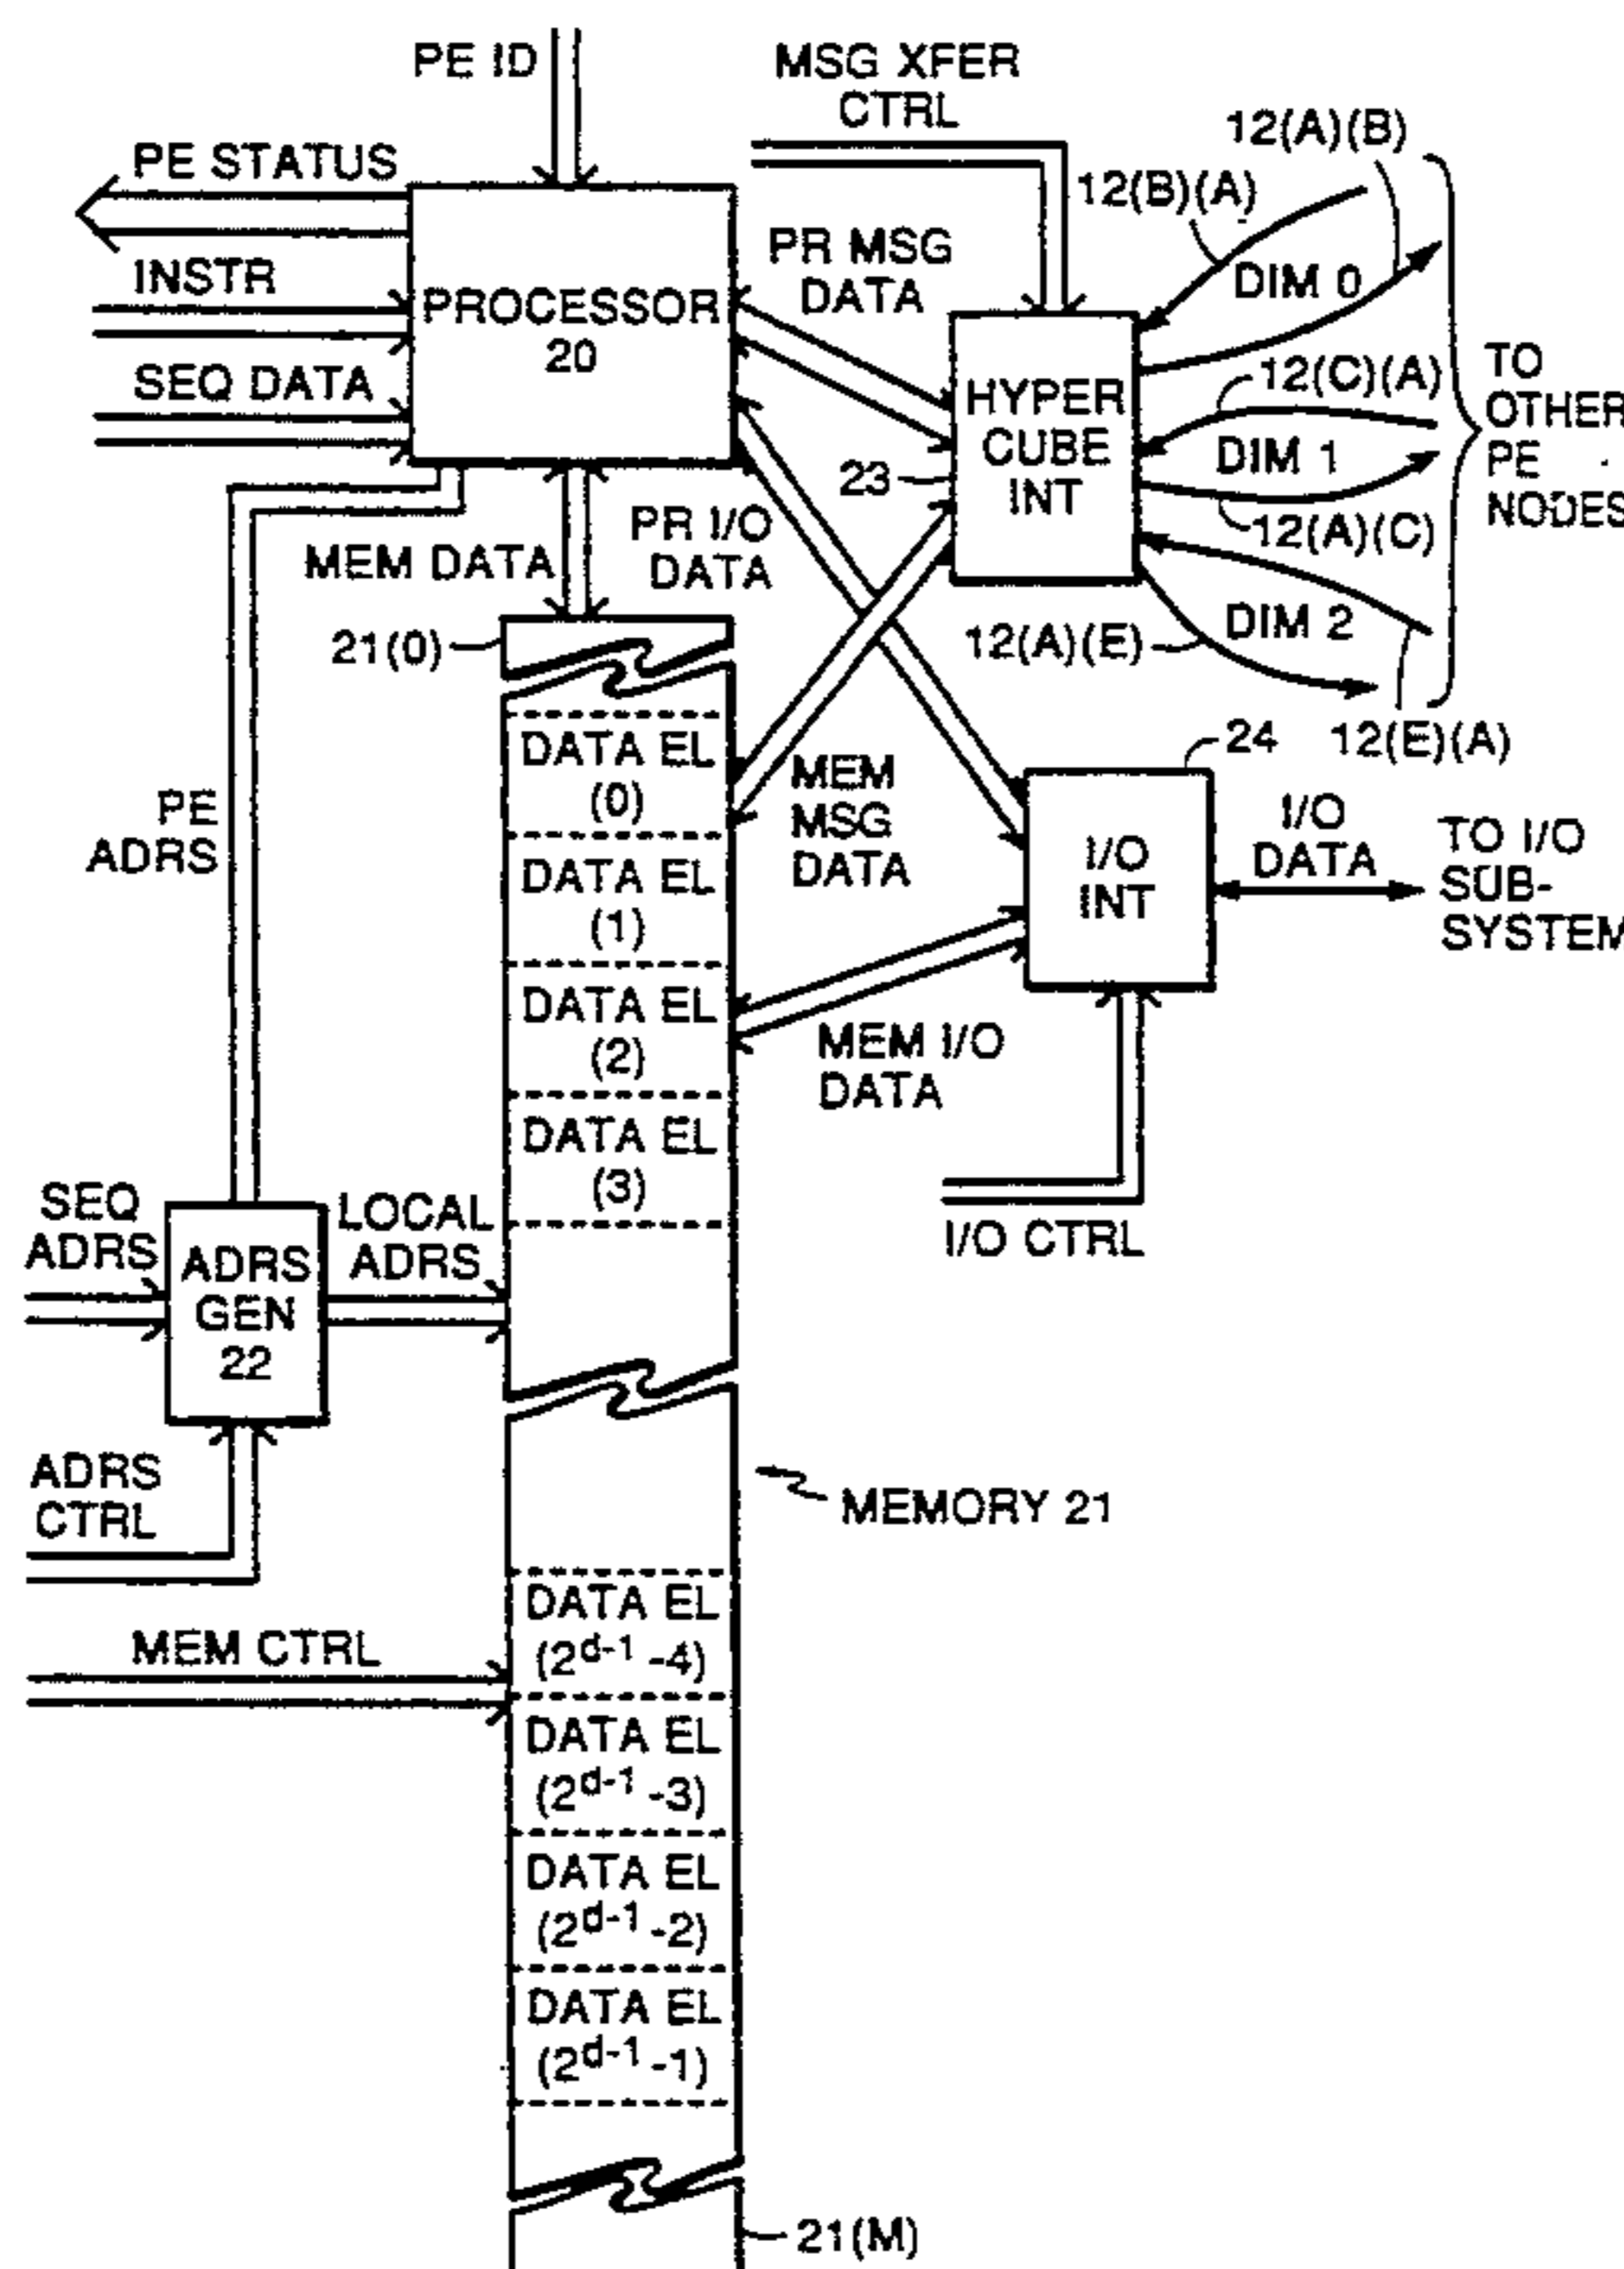 PE ID
MSG XFER
CTRL
12(A)(B)
PE STATUS
12(B)(A)
INSTR
PR MSG
DATA
DIM 0
PROCESSOR
20
SEQ DATA
HYPER
CUBE
INT
23
12(C)(A)
DIM 1
12(A)(C)
TO
OTHER
PE
NODES
MEM DATA
PR I/O
DATA
21(0)
12(A)(E)
DIM 2
12(E)(A)
24
DATA EL
(0)
MEM
MSG
DATA
PE
ADRS
I/O
INT
I/O
DATA
TO I/O
SUB-
SYSTEM
DATA EL
(1)
DATA EL
(2)
MEM I/O
DATA
DATA EL
(3)
SEQ
ADRS
LOCAL
ADRS
I/O CTRL
ADRS
GEN
22
ADRS
CTRL
MEMORY 21
DATA EL
(2^d-1 -4)
MEM CTRL
DATA EL
(2^d-1 -3)
DATA EL
(2^d-1 -2)
DATA EL
(2^d-1 -1)
21(M)